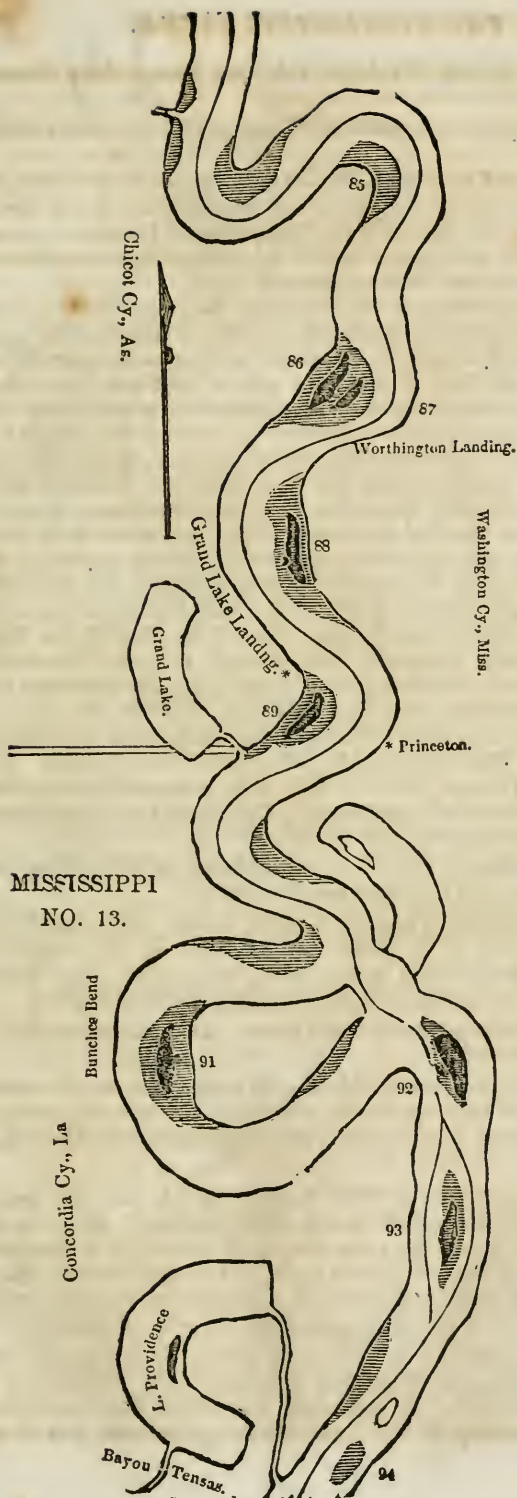 85
Chicot Cy., As.
86
87
Worthington Landing.
88
Washington Cy., Miss.
Grand Lake Landng. *
Grand Lake.
89
* Princeton.
MISSISSIPPI
NO. 13.
Bunches Bend
91
92
Concordia Cy., La
93
L. Providence
Bayou Tensas.
94